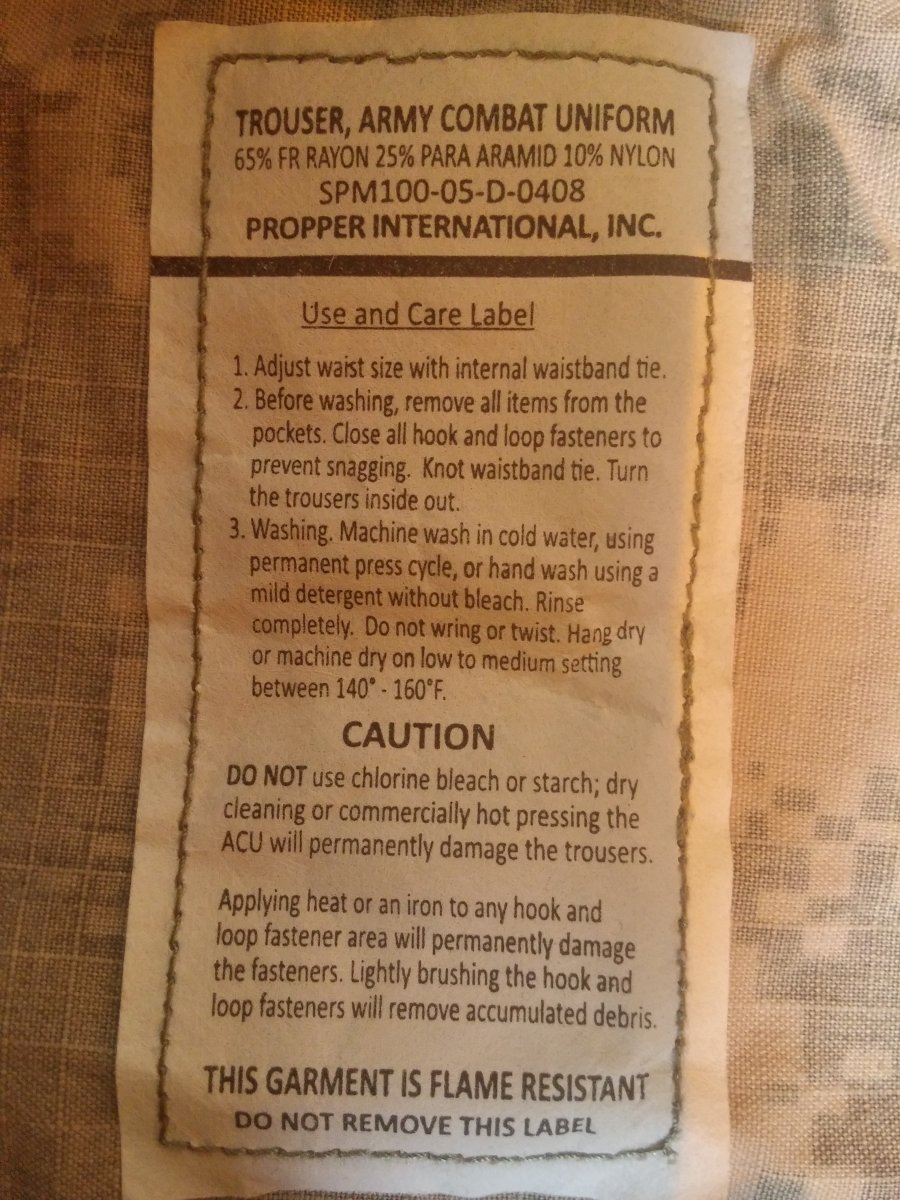 TROUSER, ARMY COMBAT UNIFORM
65% FR RAYON 25% PARA ARAMID 10% NYLON
SPM100-05-D-0408
PROPPER INTERNATIONAL, INC.
Use and Care Label
1. Adjust waist size with internal waistband tie.
2. Before washing, remove all items from the
pockets. Close all hook and loop fasteners to
prevent snagging. Knot waistband tie. Turn
the trousers inside out.
3. Washing. Machine wash in cold water, using
permanent press cycle, or hand wash using a
mild detergent without bleach. Rinse
completely. Do not wring or twist. Hang dry
or machine dry on low to medium setting
between 140° - 160°F.
CAUTION
DO NOT use chlorine bleach or starch; dry
cleaning or commercially hot pressing the
ACU will permanently damage the trousers.
Applying heat or an iron to any hook and
loop fastener area will permanently damage
the fasteners. Lightly brushing the hook and
loop fasteners will remove accumulated debris.
THIS GARMENT IS FLAME RESISTANT
DO NOT REMOVE THIS LABEL